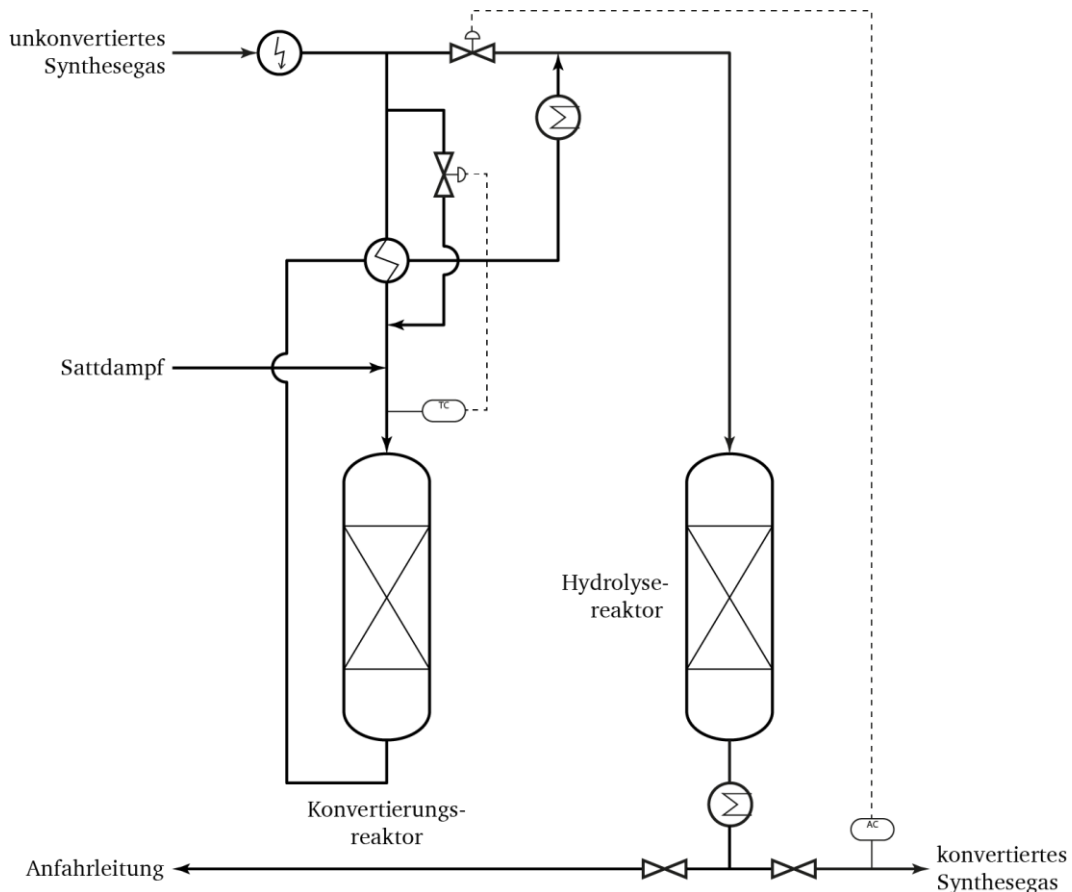 unkonvertiertes
Synthesegas
Sattdampf
TC
Hydrolyse-
reaktor
Konvertierungs-
reaktor
AC
Anfahrleitung
konvertiertes
Synthesegas